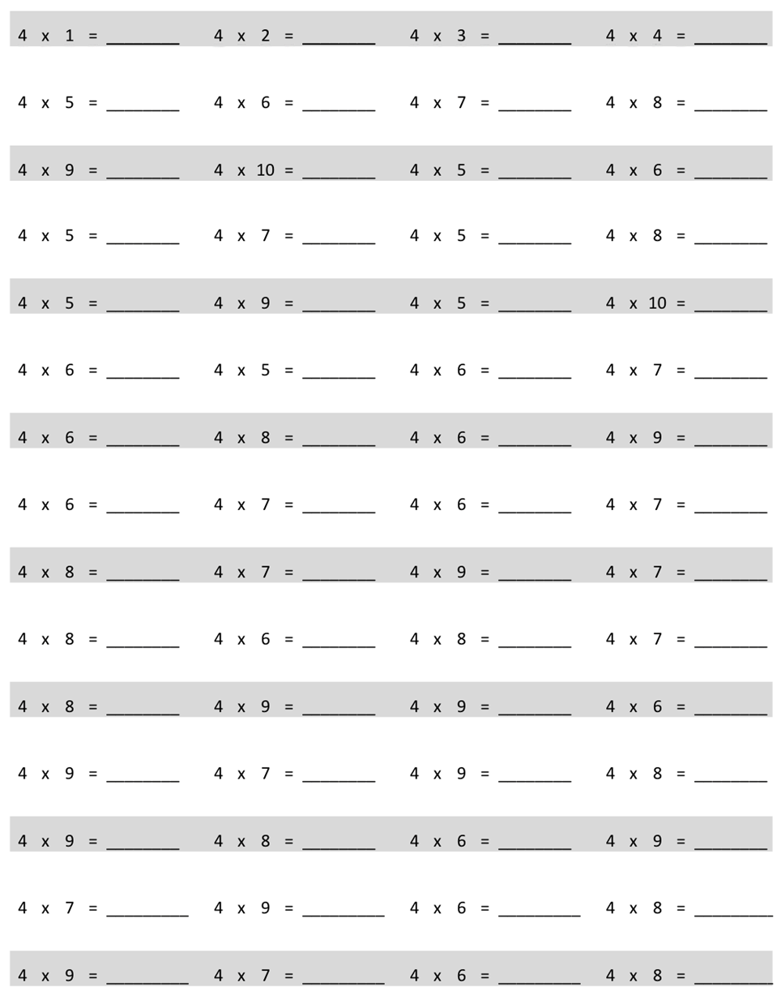 4 x 1 = ________ 4 x 2 = ________ 4 x 3 = ________ 4 x 4 = ________
4 x 5 = ________ 4 x 6 = ________ 4 x 7 = ________ 4 x 8 = ________
4 x 9 = ________ 4 x 10 = ________ 4 x 5 = ________ 4 x 6 = ________
4 x 5 = ________ 4 x 7 = ________ 4 x 5 = ________ 4 x 8 = ________
4 x 5 = ________ 4 x 9 = ________ 4 x 5 = ________ 4 x 10 = ________
4 x 6 = ________ 4 x 5 = ________ 4 x 6 = ________ 4 x 7 = ________
4 x 6 = ________ 4 x 8 = ________ 4 x 6 = ________ 4 x 9 = ________
4 x 6 = ________ 4 x 7 = ________ 4 x 6 = ________ 4 x 7 = ________
4 x 8 = ________ 4 x 7 = ________ 4 x 9 = ________ 4 x 7 = ________
4 x 8 = ________ 4 x 6 = ________ 4 x 8 = ________ 4 x 7 = ________
4 x 8 = ________ 4 x 9 = ________ 4 x 9 = ________ 4 x 6 = ________
4 x 9 = ________ 4 x 7 = ________ 4 x 9 = ________ 4 x 8 = ________
4 x 9 = ________ 4 x 8 = ________ 4 x 6 = ________ 4 x 9 = ________
4 x 7 = _________ 4 x 9 = _________ 4 x 6 = _________ 4 x 8 = _________
4 x 9 = _________ 4 x 7 = _________ 4 x 6 = _________ 4 x 8 = _________